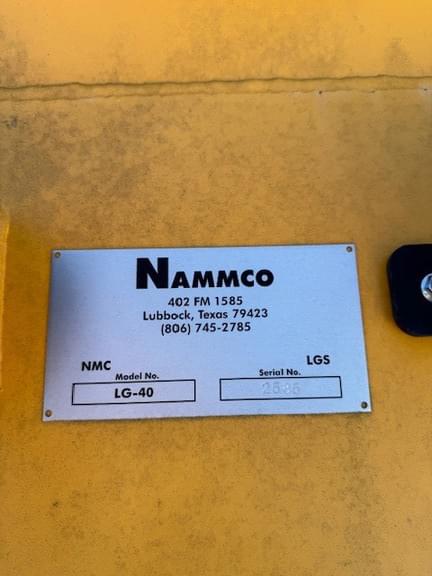 NAMMCO
402 FM 1585
Lubbock, Texas 79423
(806) 745-2785
NMC LGS
Model No. Serial No.
LG-40